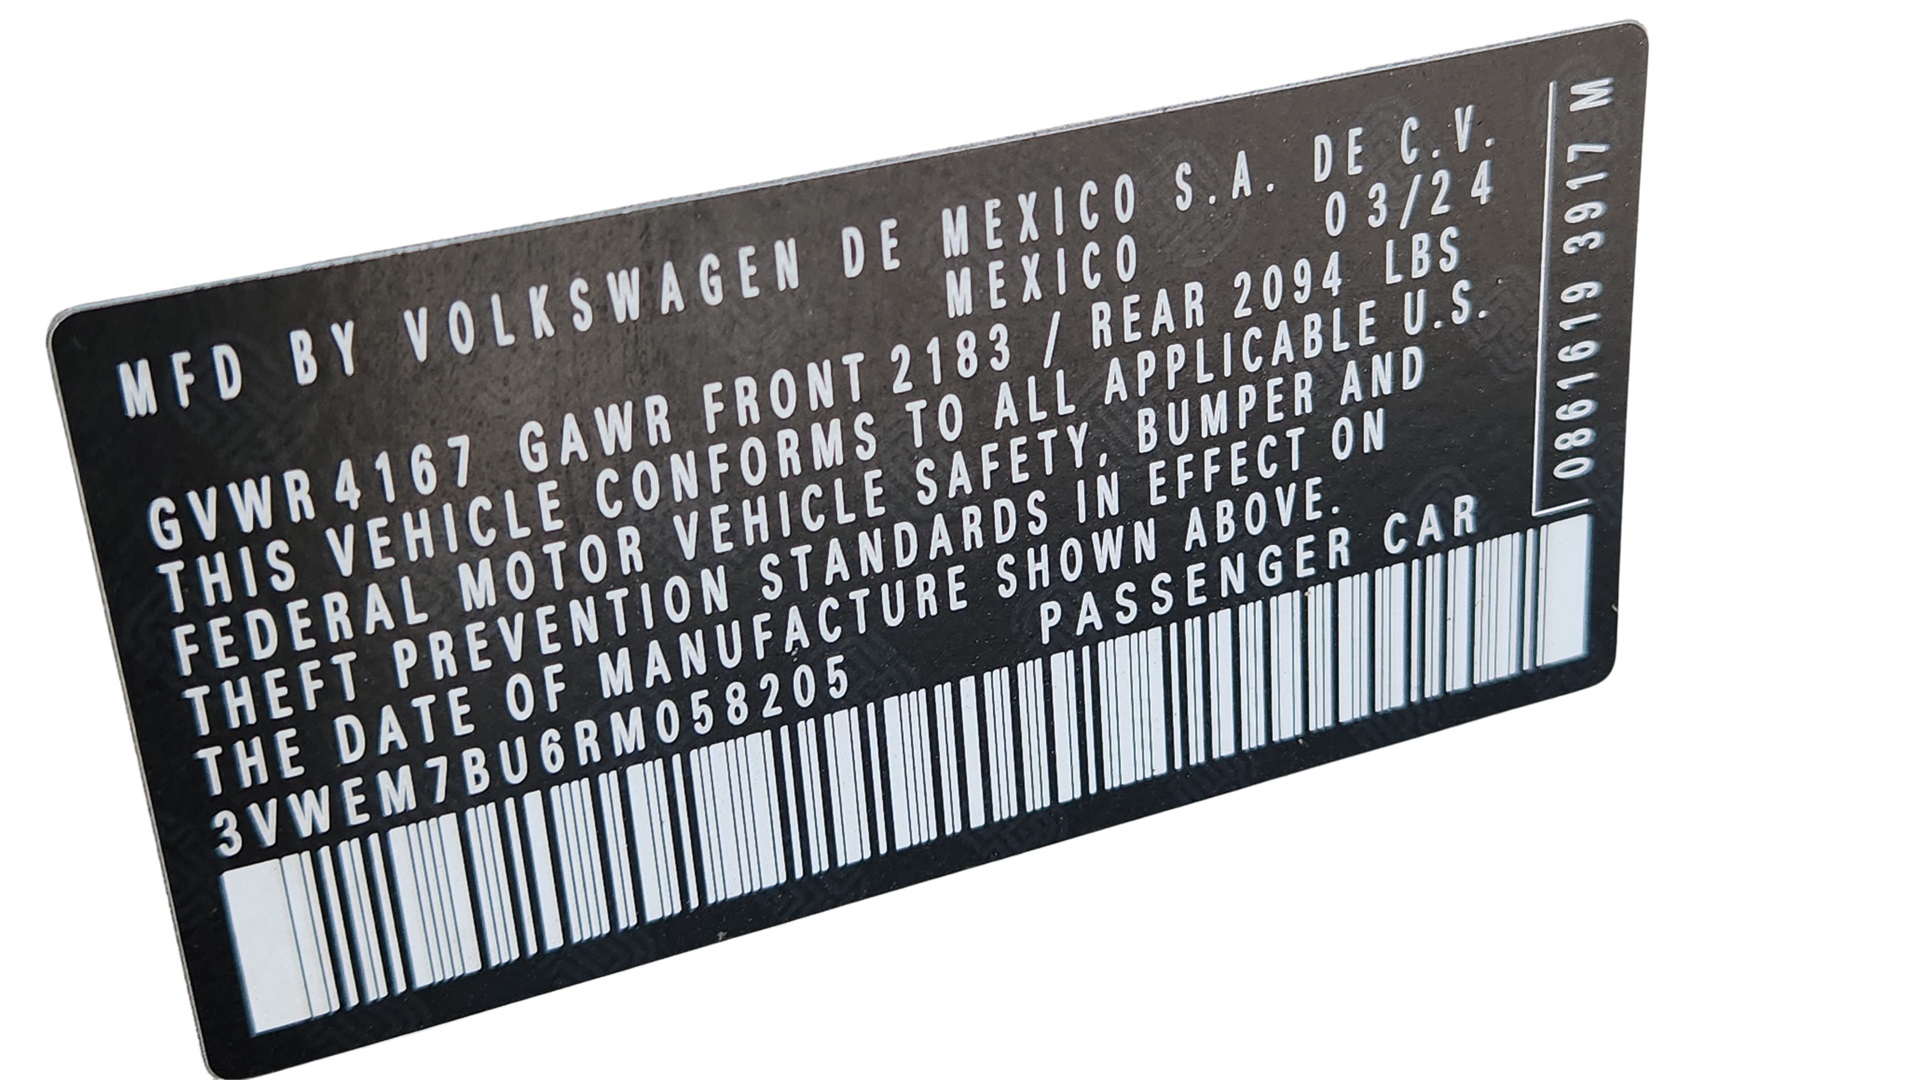 MFD BY VOLKSWAGEN DE MEXICO S.A. DE C.V.
MEXICO 03/24
GVWR 4167 GAWR FRONT 2183 / REAR 2094 LBS
THIS VEHICLE CONFORMS TO ALL APPLICABLE U.S.
FEDERAL MOTOR VEHICLE SAFETY, BUMPER AND
THEFT PREVENTION STANDARDS IN EFFECT ON
THE DATE OF MANUFACTURE SHOWN ABOVE.
3VWEM7BU6RM058205 PASSENGER CAR
0861619 3917 M